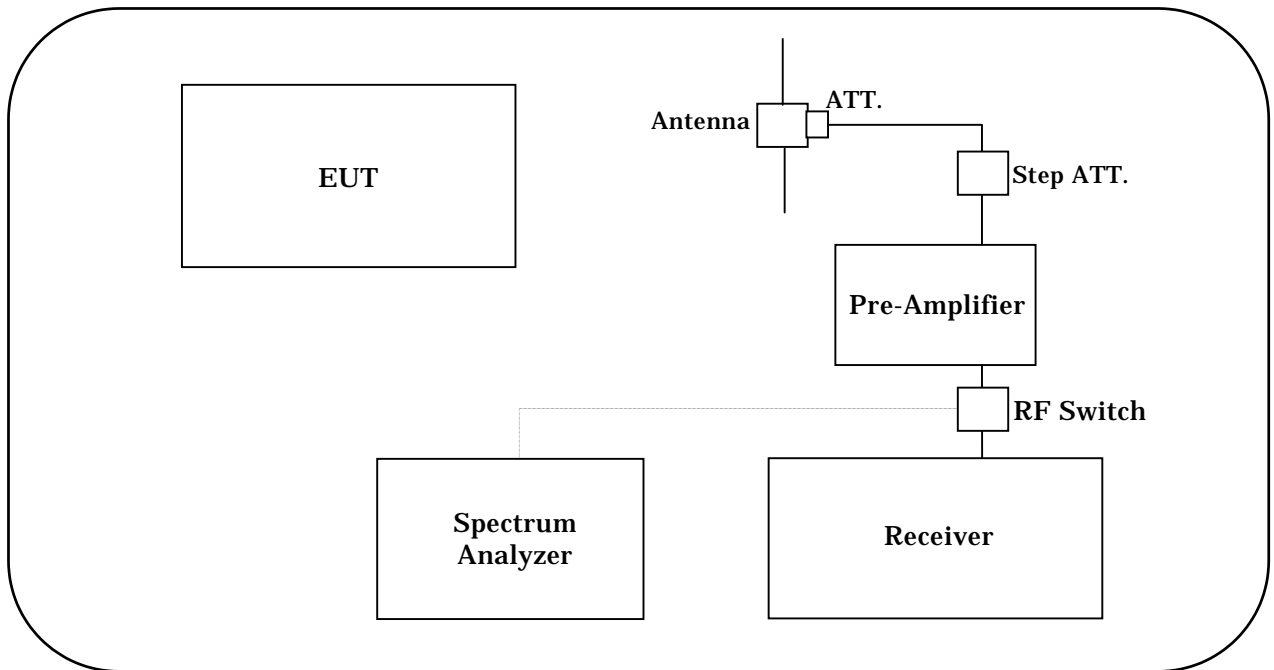 ATT.
Antenna
EUT
Step ATT.
Pre-Amplifier
RF Switch
Spectrum
Analyzer
Receiver